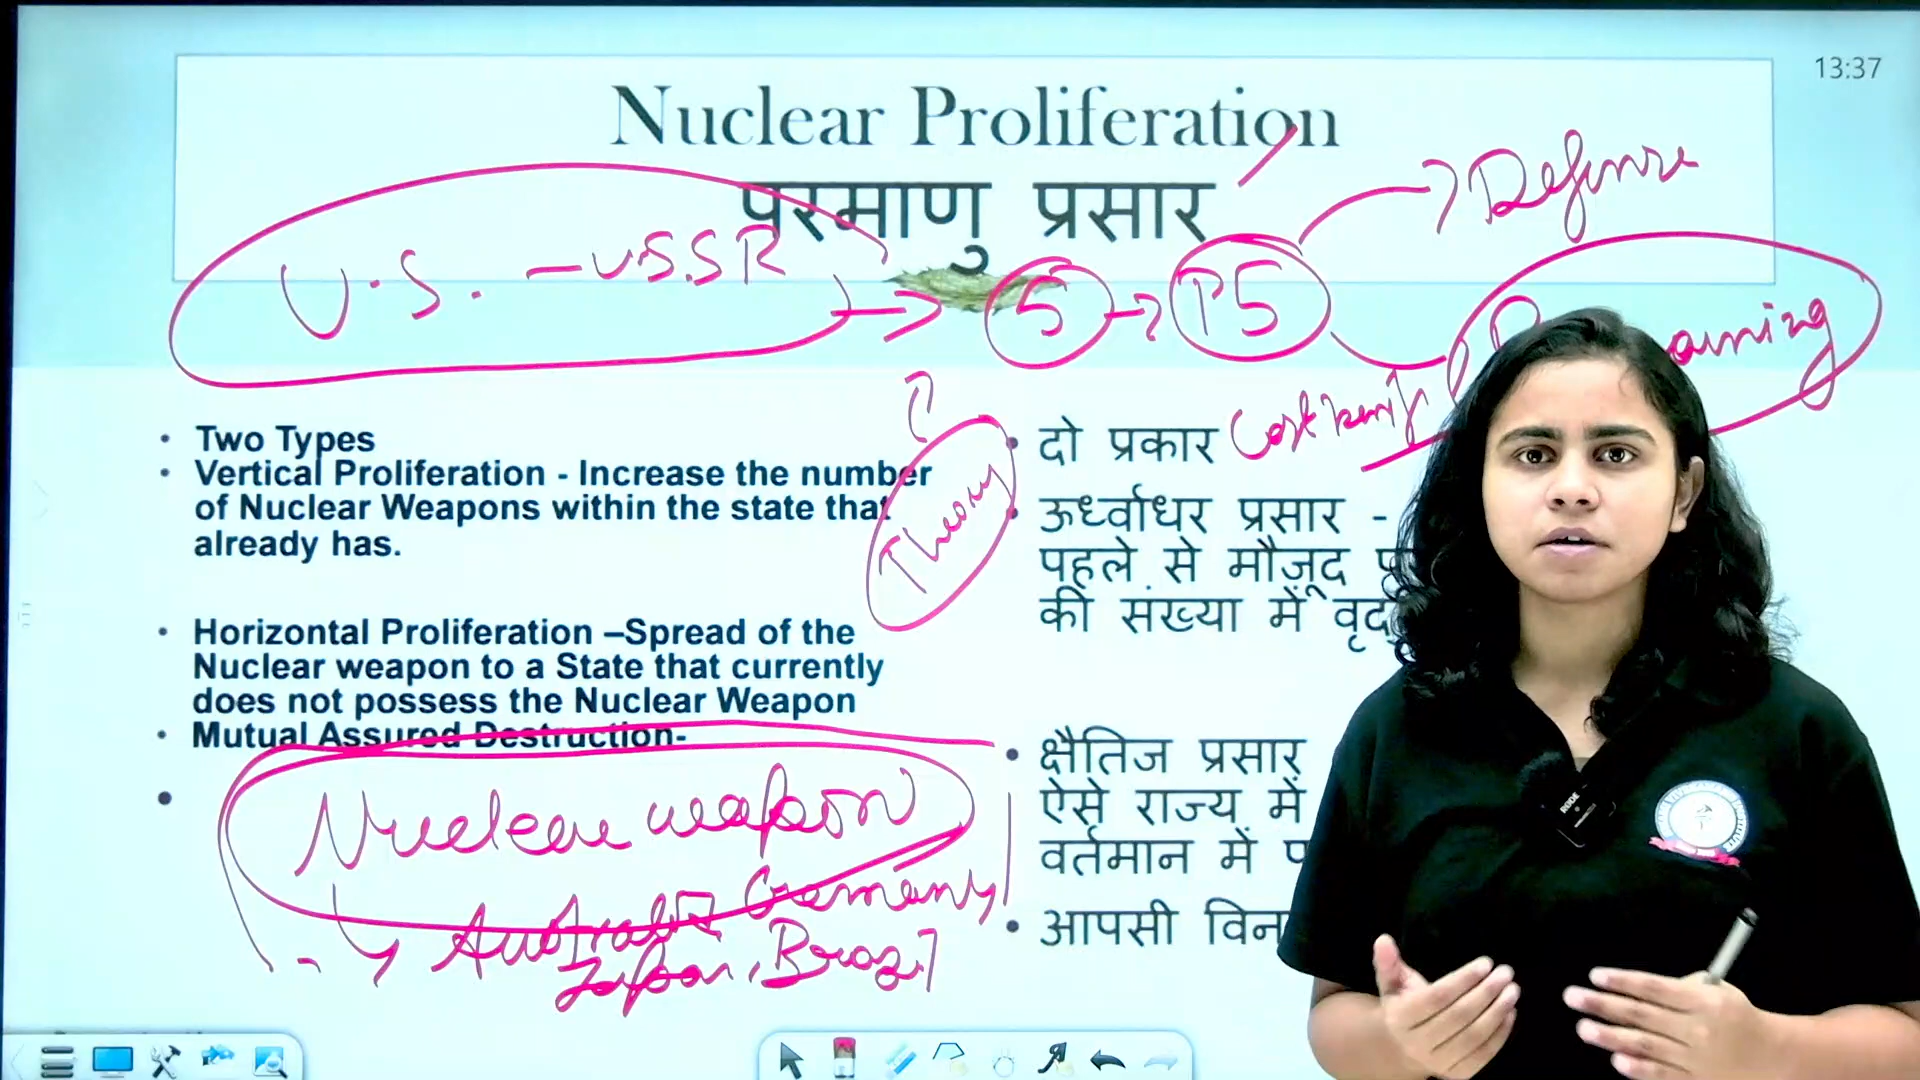 13:37
Nuclear Proliferation
परमाणु प्रसार
Defense
U.S. - U.S.S.R
5
P5
Theory
• Two Types
• Vertical Proliferation - Increase the number
of Nuclear Weapons within the state that
already has.
• Horizontal Proliferation –Spread of the
Nuclear weapon to a State that currently
does not possess the Nuclear Weapon
• Mutual Assured Destruction-
Nuclear weapon
Germany
Japan, Brazil
• दो प्रकार
Cost
• ऊर्ध्वाधर प्रसार -
पहले से मौजूद
की संख्या में
• क्षैतिज प्रसार
ऐसे राज्य में
वर्तमान में
• आपसी
RODE